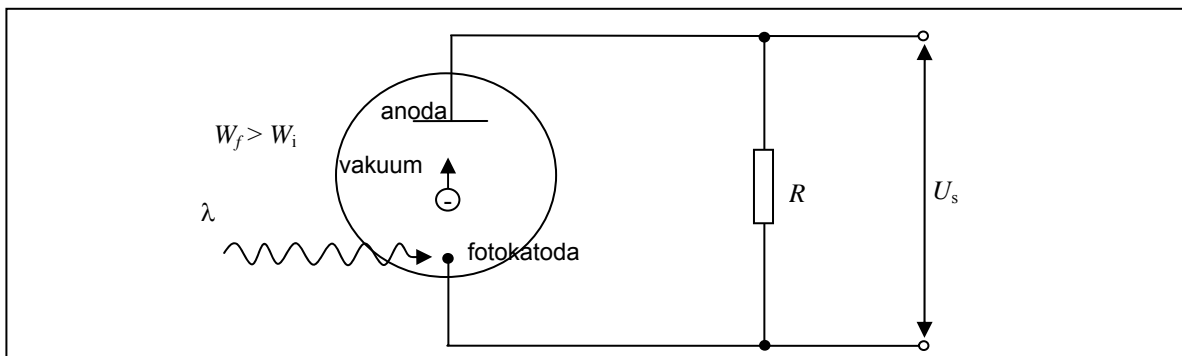 anoda
W_f > W_i
vakuum
-
R
U_s
λ
fotokatoda